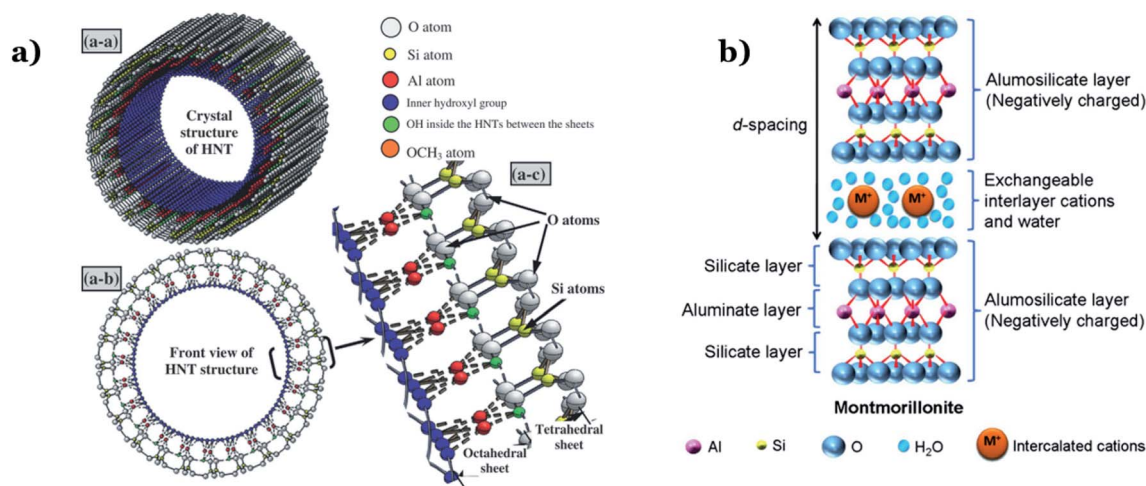 a)
(a-a)
Crystal
structure
of HNT
O atom
Si atom
Al atom
Inner hydroxyl group
OH inside the HNTs between the sheets
OCH₃ atom
(a-b)
Front view of
HNT structure
(a-c)
O atoms
Si atoms
Tetrahedral
sheet
Octahedral
sheet
b)
d-spacing
Alumosilicate layer
(Negatively charged)
M⁺ M⁺
Exchangeable
interlayer cations
and water
Silicate layer
Aluminate layer
Silicate layer
Alumosilicate layer
(Negatively charged)
Montmorillonite
Al Si O H₂O M⁺ Intercalated cations